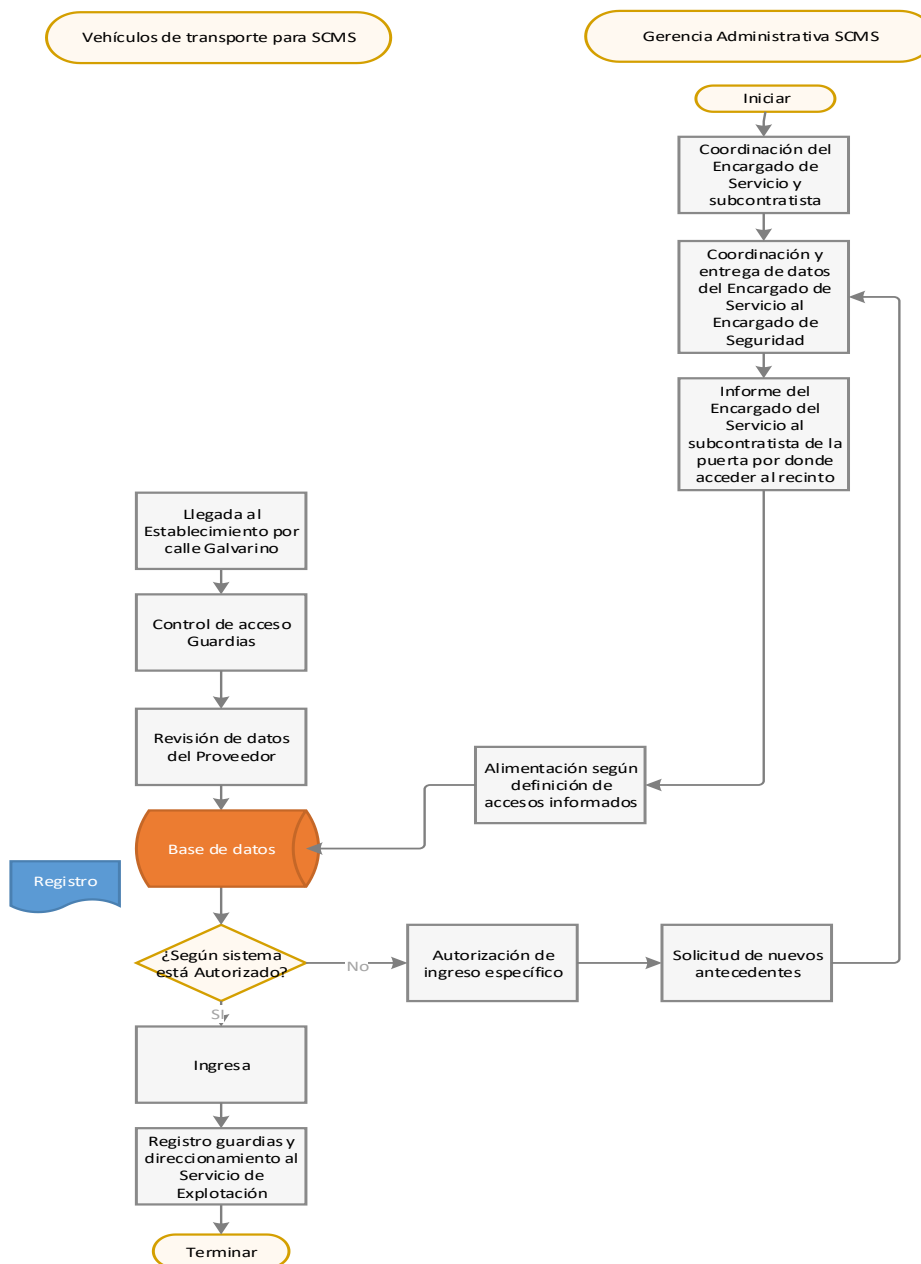 Vehículos de transporte para SCMS
Gerencia Administrativa SCMS
Iniciar
Coordinación del
Encargado de
Servicio y
subcontratista
Coordinación y
entrega de datos
del Encargado de
Servicio al
Encargado de
Seguridad
Informe del
Encargado del
Servicio al
subcontratista de la
puerta por donde
acceder al recinto
Llegada al
Establecimiento por
calle Galvarino
Control de acceso
Guardias
Revisión de datos
del Proveedor
Alimentación según
definición de
accesos informados
Base de datos
Registro
¿Según sistema
está Autorizado?
No
Autorización de
ingreso específico
Solicitud de nuevos
antecedentes
SI
Ingresa
Registro guardias y
direccionamiento al
Servicio de
Explotación
Terminar